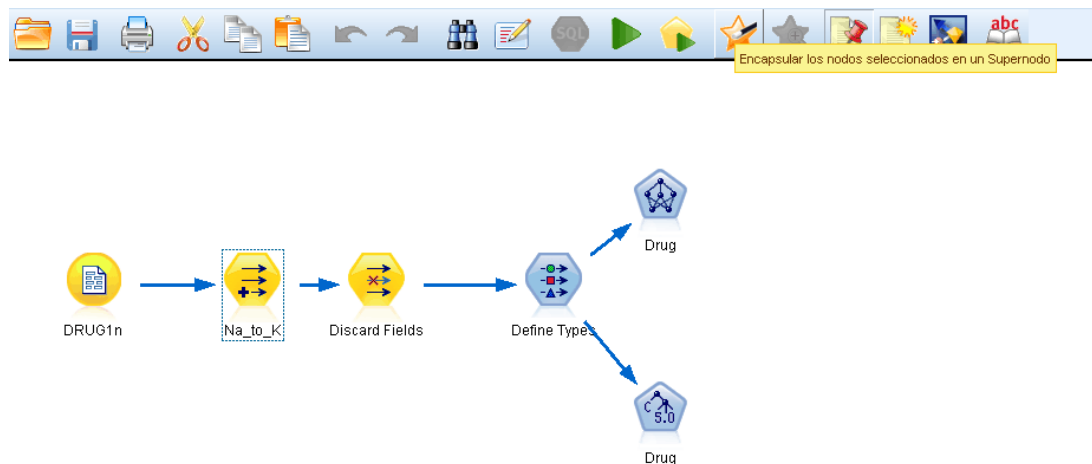 SQL
abc
Encapsular los nodos seleccionados en un Supernodo
Drug
DRUG1n
Na_to_K
Discard Fields
Define Types
C 5.0
Drug